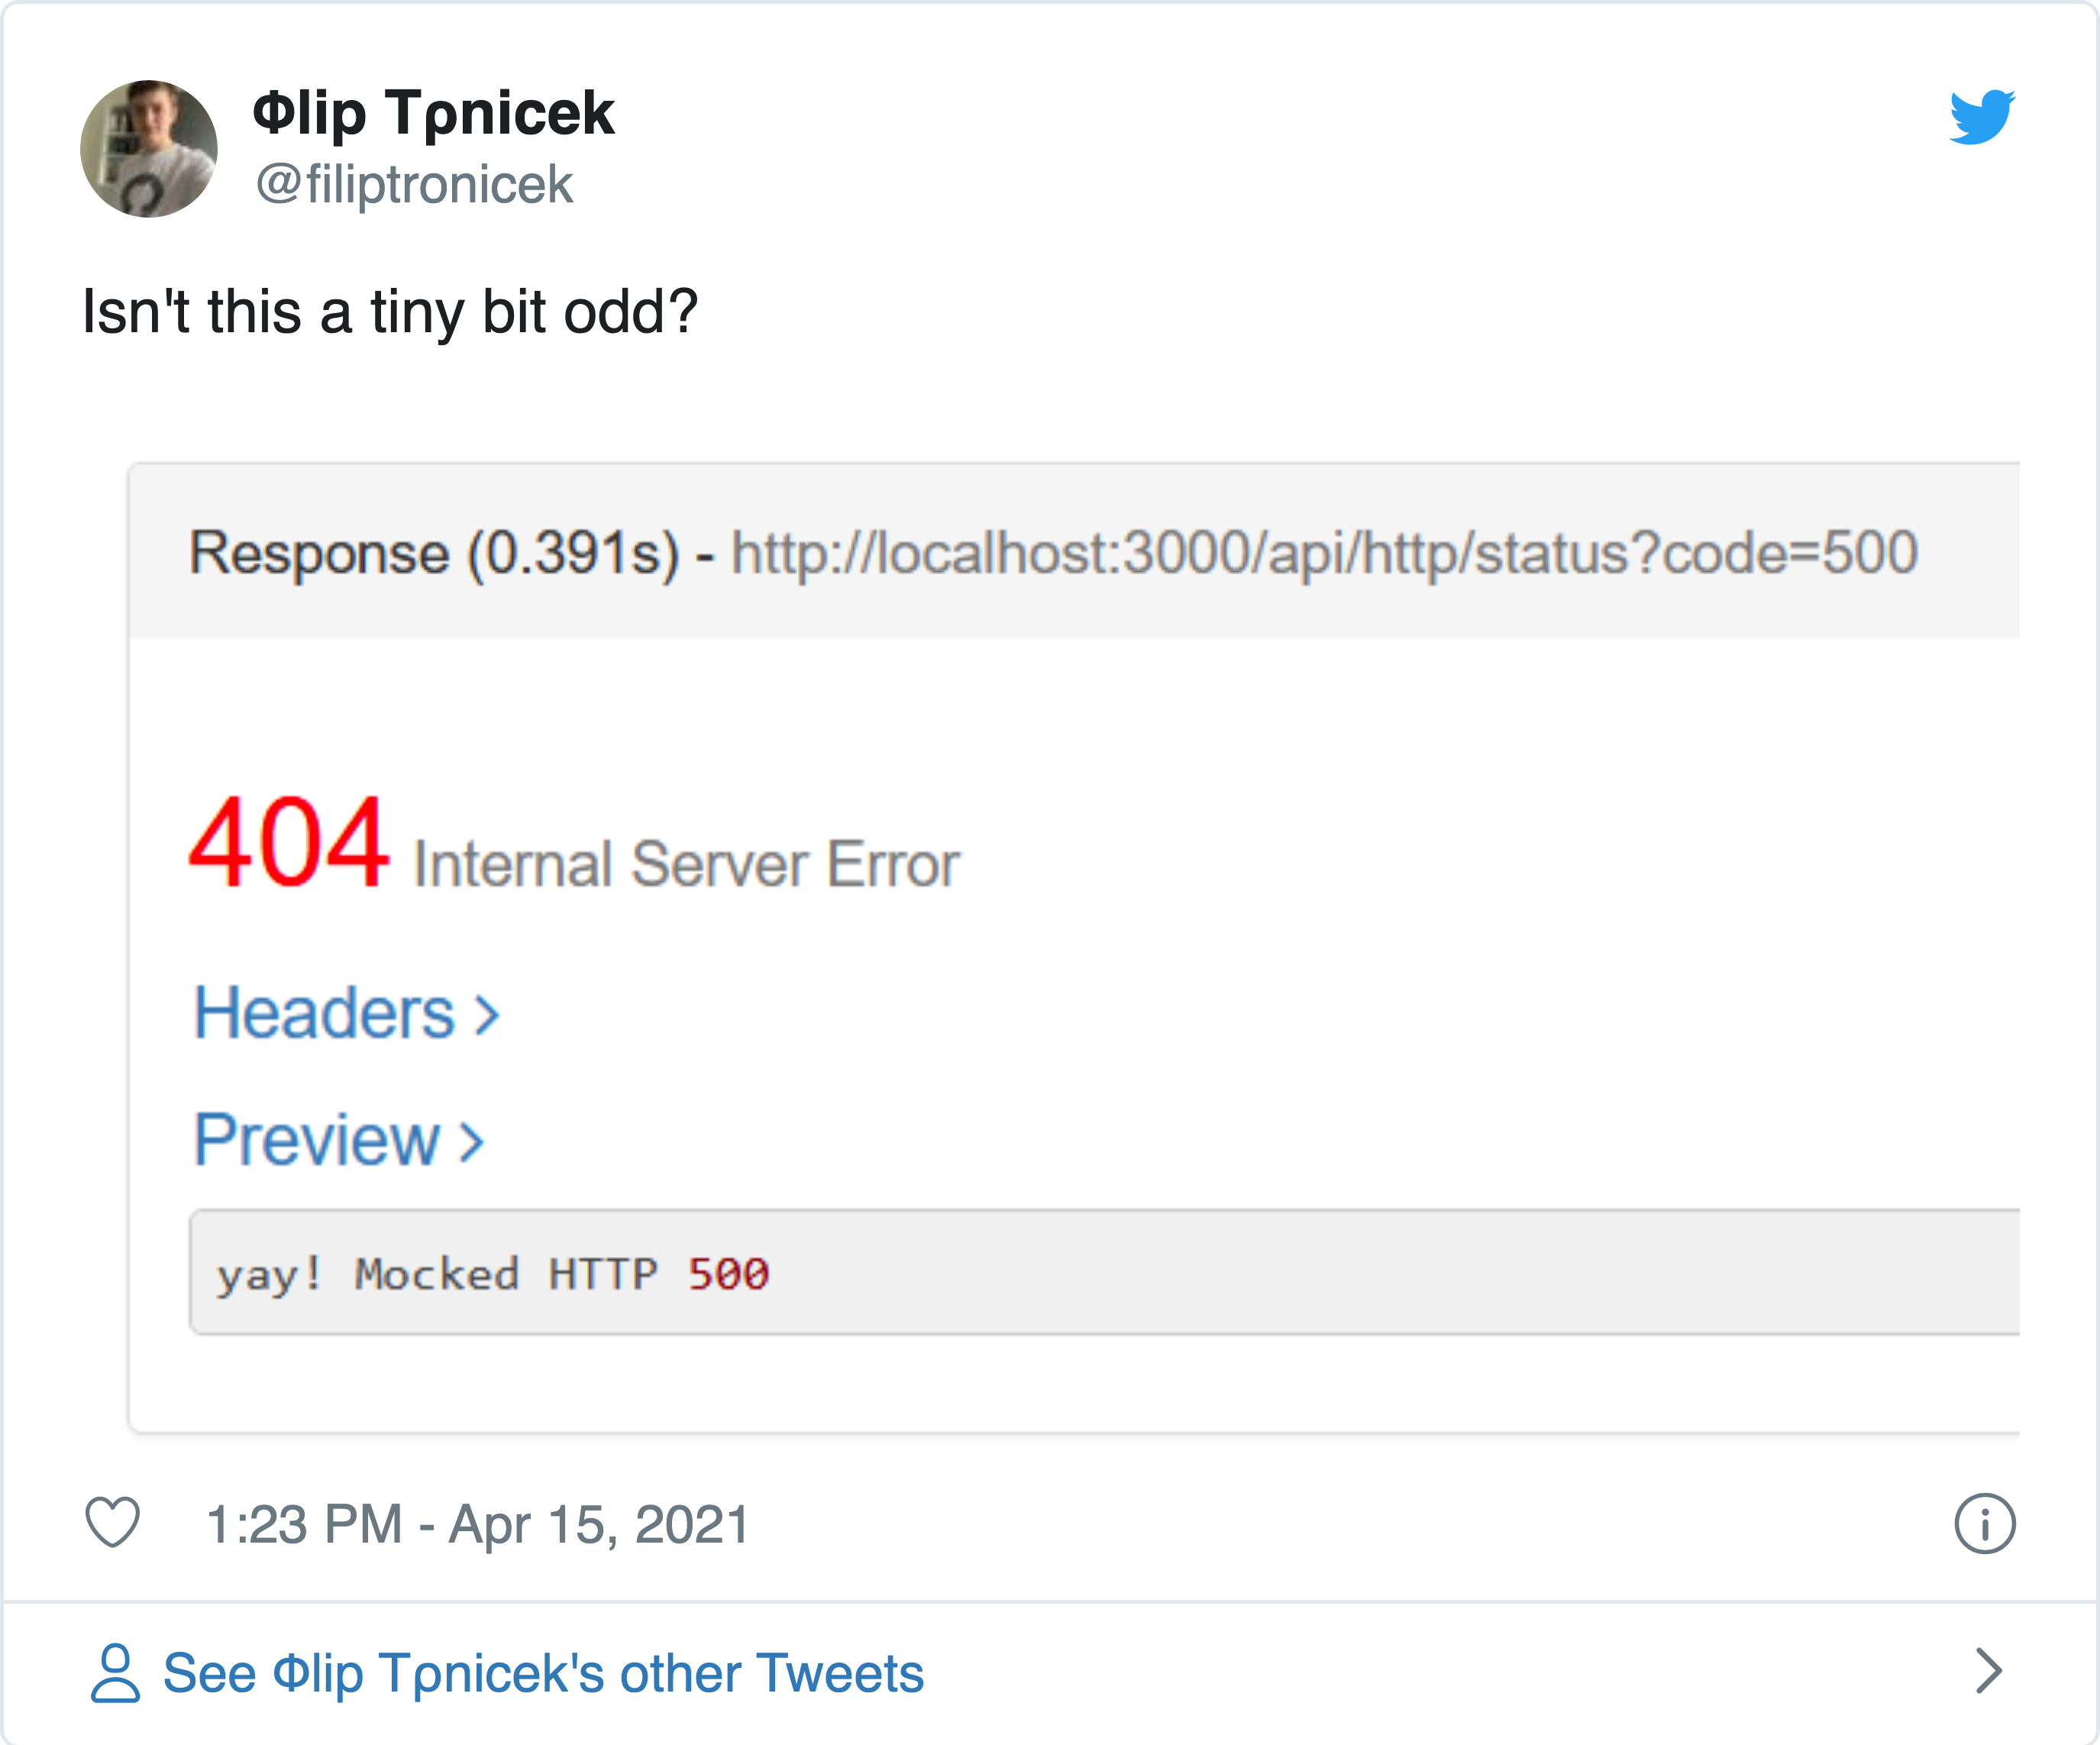 Φlip Tρnicek
@filiptronicek
Isn't this a tiny bit odd?
Response (0.391s) - http://localhost:3000/api/http/status?code=500
404 Internal Server Error
Headers >
Preview >
yay! Mocked HTTP 500
1:23 PM - Apr 15, 2021
See Φlip Tρnicek's other Tweets